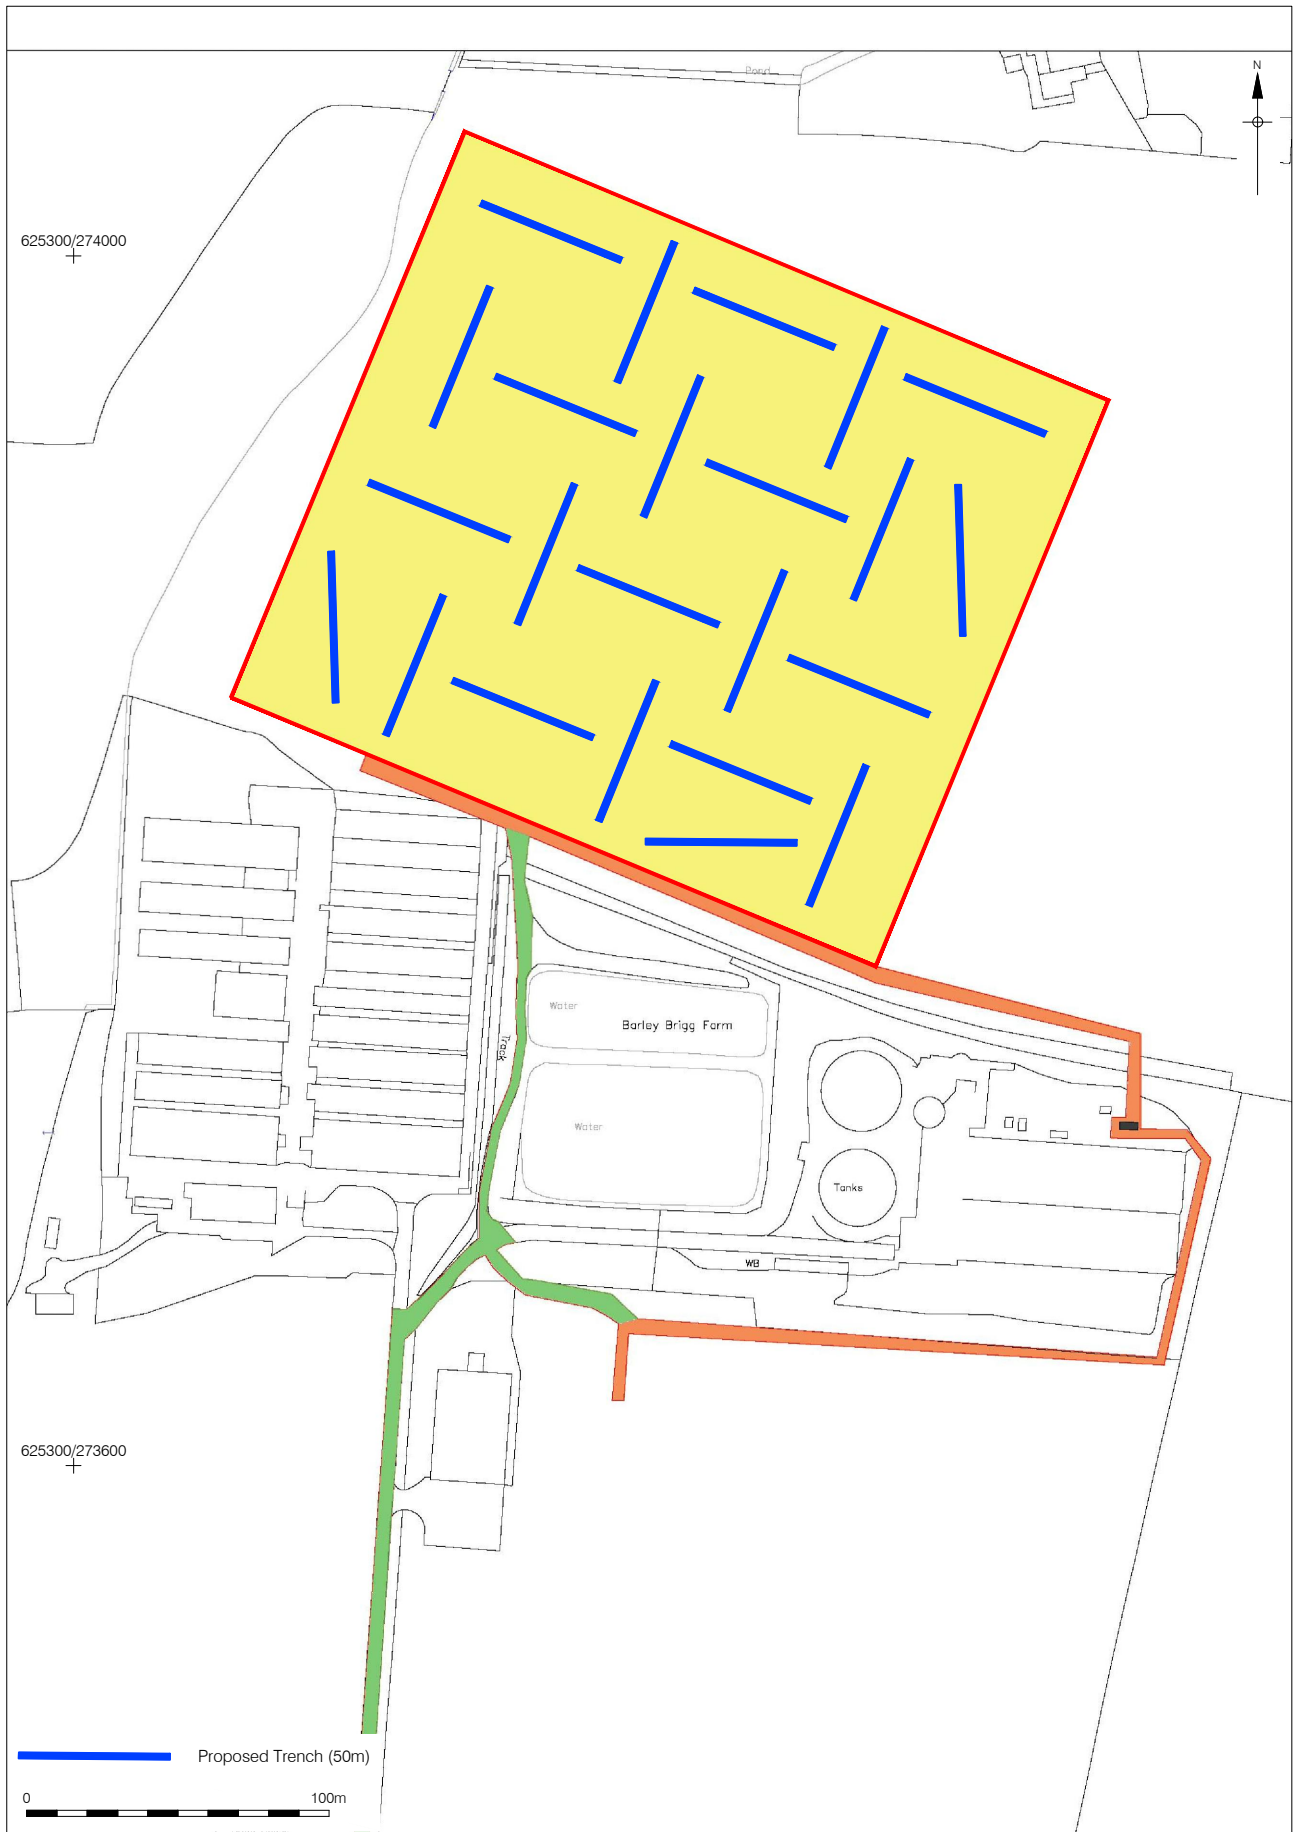 Pond
N
625300/274000
Water
Barley Brigg Farm
Track
Water
Tanks
WB
625300/273600
Proposed Trench (50m)
0 100m